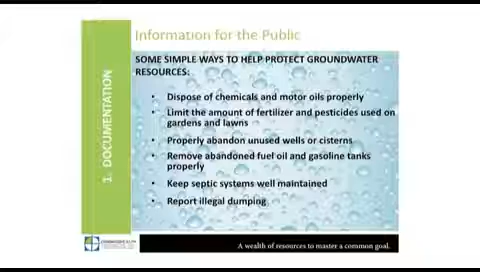 Information for the Public
SOME SIMPLE WAYS TO HELP PROTECT GROUNDWATER
RESOURCES:
• Dispose of chemicals and motor oils properly
• Limit the amount of fertilizer and pesticides used on
gardens and lawns
• Properly abandon unused wells or cisterns
• Remove abandoned fuel oil and gasoline tanks
properly
• Keep septic systems well maintained
• Report illegal dumping
1. DOCUMENTATION
A wealth of resources to master a common goal.